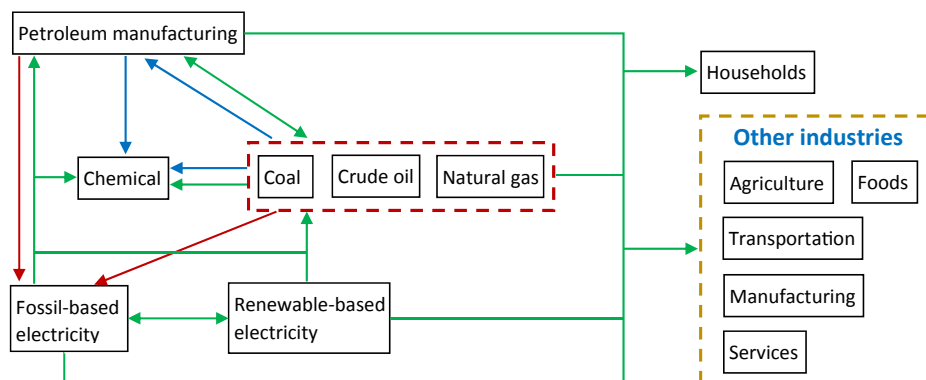 Petroleum manufacturing
Households
Other industries
Chemical
Coal
Crude oil
Natural gas
Agriculture
Foods
Transportation
Fossil-based
electricity
Renewable-based
electricity
Manufacturing
Services